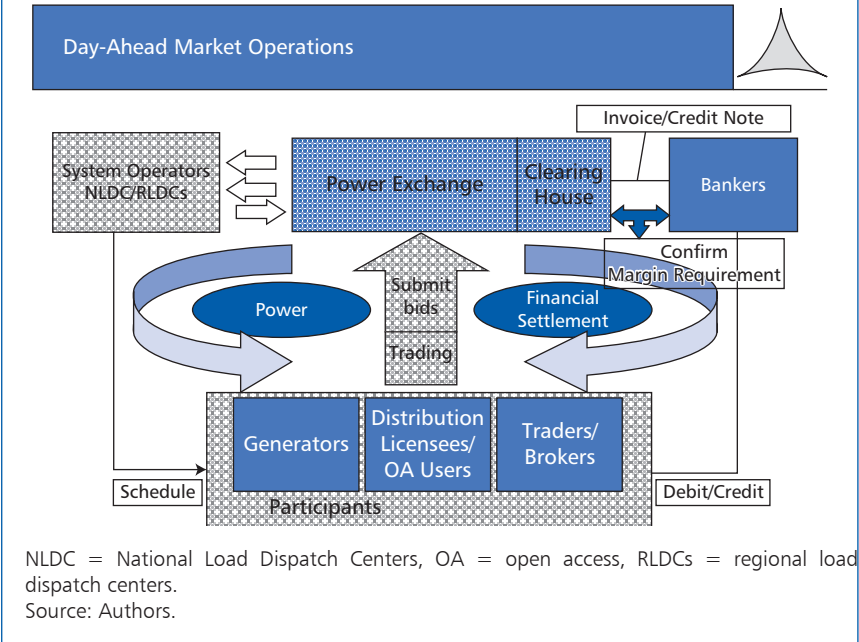 Day-Ahead Market Operations
Invoice/Credit Note
System Operators
NLDC/RLDCs
Power Exchange
Clearing
House
Bankers
Confirm
Margin Requirement
Submit
bids
Trading
Power
Financial
Settlement
Generators
Distribution
Licensees/
OA Users
Traders/
Brokers
Schedule
Debit/Credit
Participants
NLDC = National Load Dispatch Centers, OA = open access, RLDCs = regional load
dispatch centers.
Source: Authors.